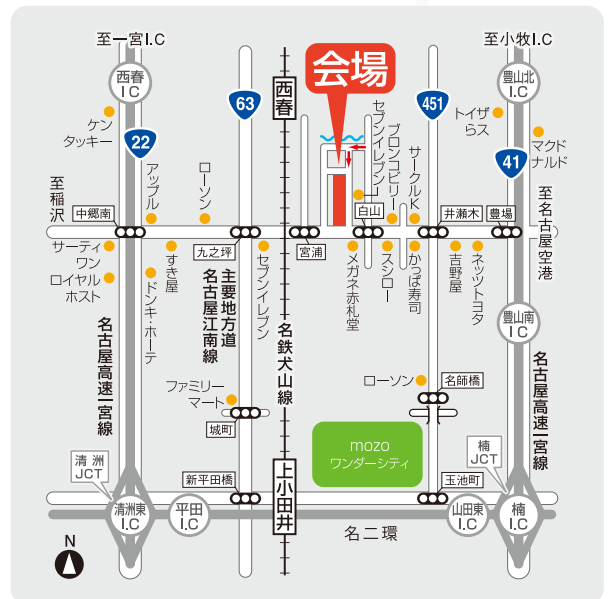 至一宮I.C
至小牧I.C
西春
I C
63
西春
会場
451
豊山北
I.C
ケン
タッキー
22
アップル
ローソン
セブンイレブン
ブロンコビリー
サークルK
トイザ
らス
マクド
ナルド
41
至稲沢
中郷南
九之坪
宮浦
白山
井瀬木
豊場
至名古屋空港
サーティ
ワン
ロイヤル
ホスト
すき屋
ドンキ・ホーテ
主要地方道
名古屋江南線
セブンイレブン
メガネ赤札堂
スシロー
かっぱ寿司
吉野屋
ネッツトヨタ
豊山南
I C
名古屋高速一宮線
名鉄犬山線
名古屋高速一宮線
ファミリー
マート
城町
ローソン
名師橋
mozo
ワンダーシティ
清洲
JCT
新平田橋
上小田井
玉池町
楠
JCT
清洲東
I.C
平田
I.C
名二環
山田東
I.C
楠
I.C
N